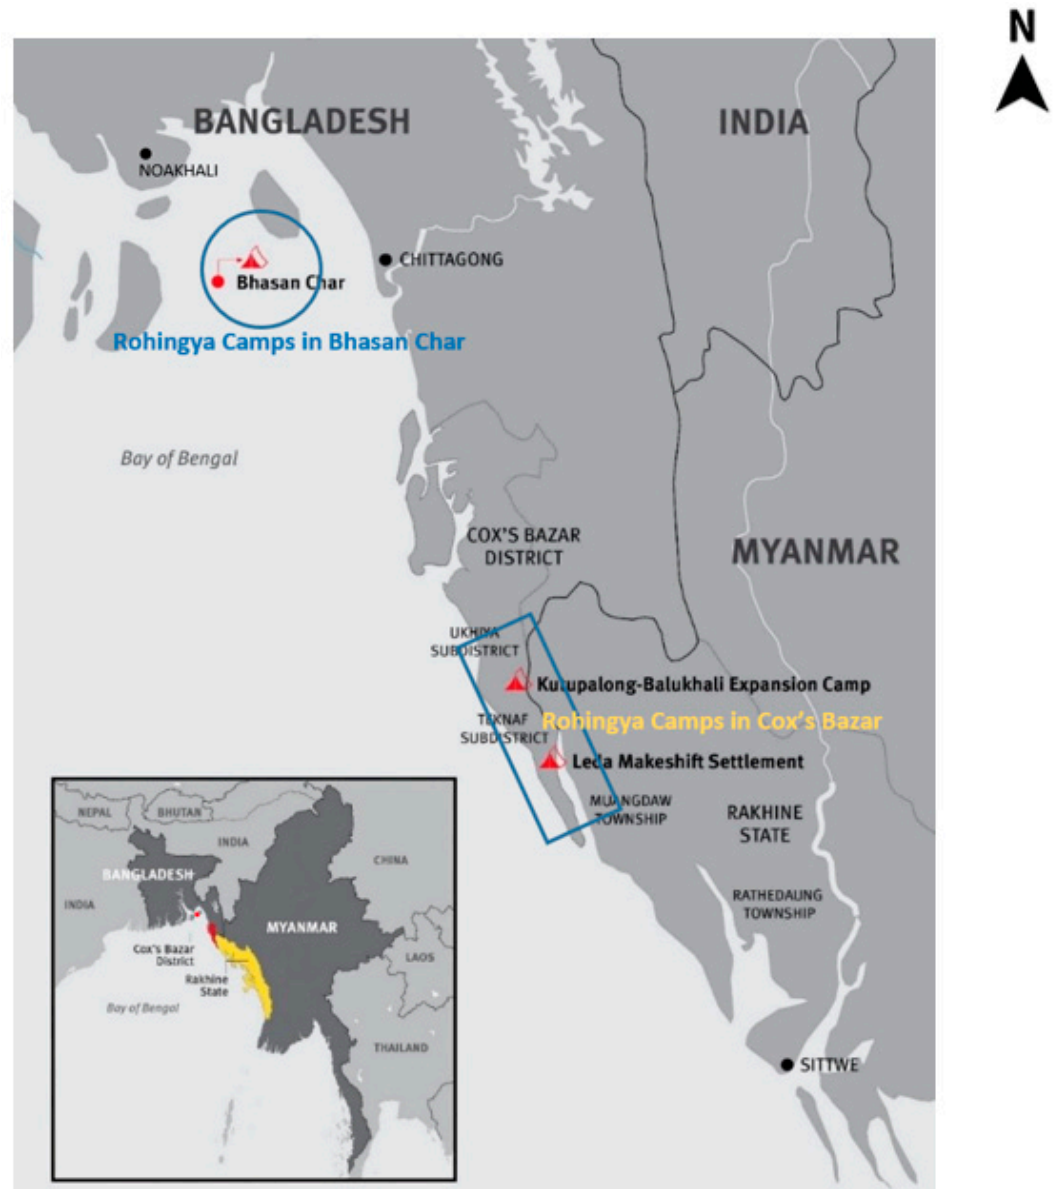 N
BANGLADESH
INDIA
NOAKHALI
CHITTAGONG
Bhasan Char
Rohingya Camps in Bhasan Char
Bay of Bengal
COX'S BAZAR
DISTRICT
MYANMAR
UKHIYA
SUBDISTRICT
Kutupalong-Balukhali Expansion Camp
TEKNAF
SUBDISTRICT
Rohingya Camps in Cox's Bazar
Leda Makeshift Settlement
MUANGDAW
TOWNSHIP
RAKHINE
STATE
RATHEDAUNG
TOWNSHIP
SITTWE
NEPAL
BHUTAN
INDIA
CHINA
BANGLADESH
INDIA
MYANMAR
Cox's Bazar
District
LAOS
Rakhine
State
Bay of Bengal
THAILAND